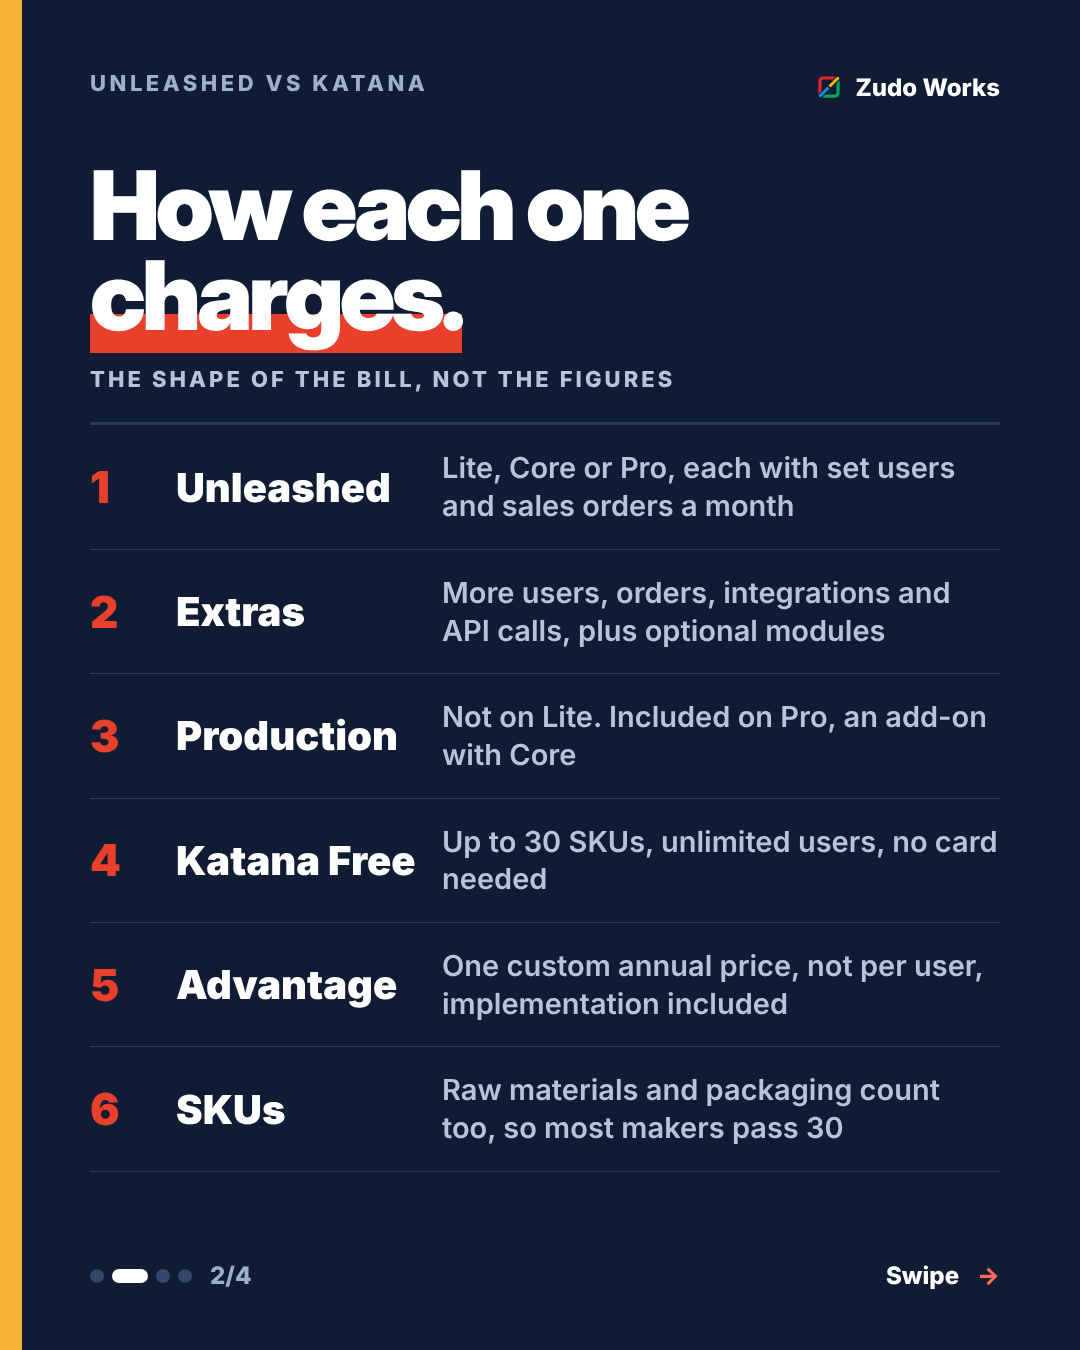 UNLEASHED VS KATANA
Zudo Works
How each one
charges.
THE SHAPE OF THE BILL, NOT THE FIGURES
1 Unleashed Lite, Core or Pro, each with set users
and sales orders a month
2 Extras More users, orders, integrations and
API calls, plus optional modules
3 Production Not on Lite. Included on Pro, an add-on
with Core
4 Katana Free Up to 30 SKUs, unlimited users, no card
needed
5 Advantage One custom annual price, not per user,
implementation included
6 SKUs Raw materials and packaging count
too, so most makers pass 30
2/4
Swipe →